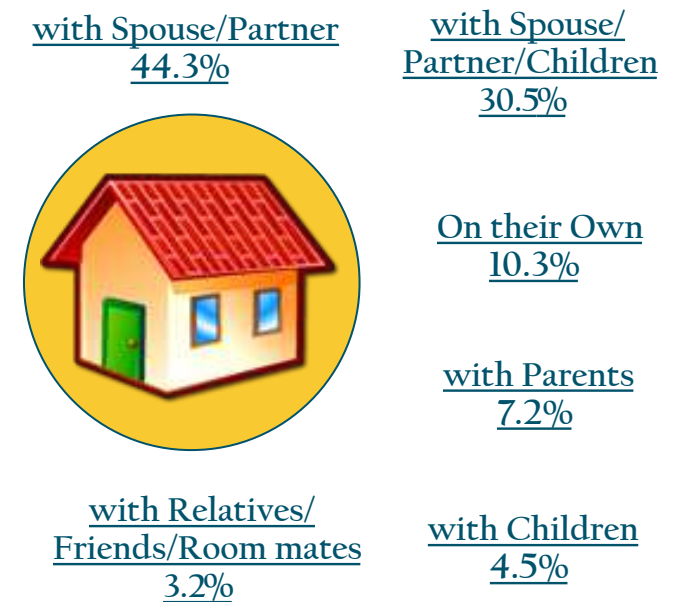 with Spouse/Partner
44.3%
with Spouse/
Partner/Children
30.5%
On their Own
10.3%
with Parents
7.2%
with Relatives/
Friends/Room mates
3.2%
with Children
4.5%